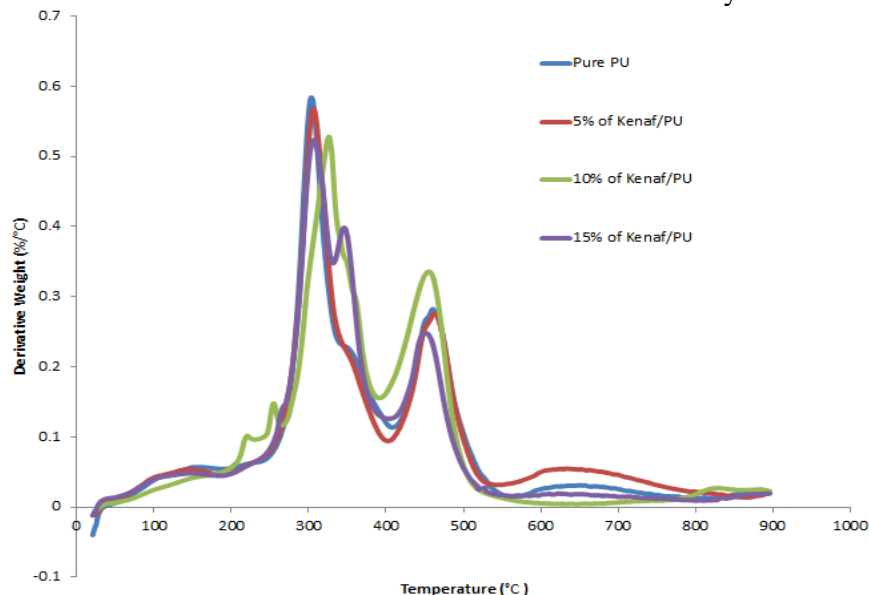 y
0.7
0.6
0.5
0.4
0.3
0.2
0.1
0
-0.1
Derivative Weight (%/°C)
Pure PU
5% of Kenaf/PU
10% of Kenaf/PU
15% of Kenaf/PU
0 100 200 300 400 500 600 700 800 900 1000
Temperature (°C )